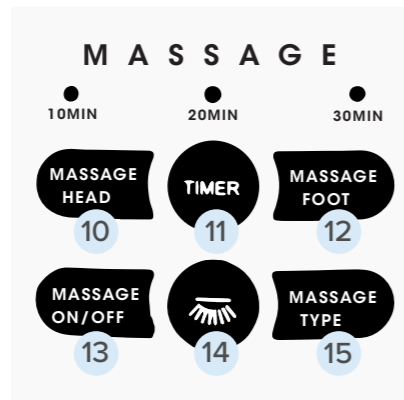 MASSAGE
10MIN 20MIN 30MIN
MASSAGE HEAD
10
TIMER
11
MASSAGE FOOT
12
MASSAGE ON/OFF
13
14
MASSAGE TYPE
15